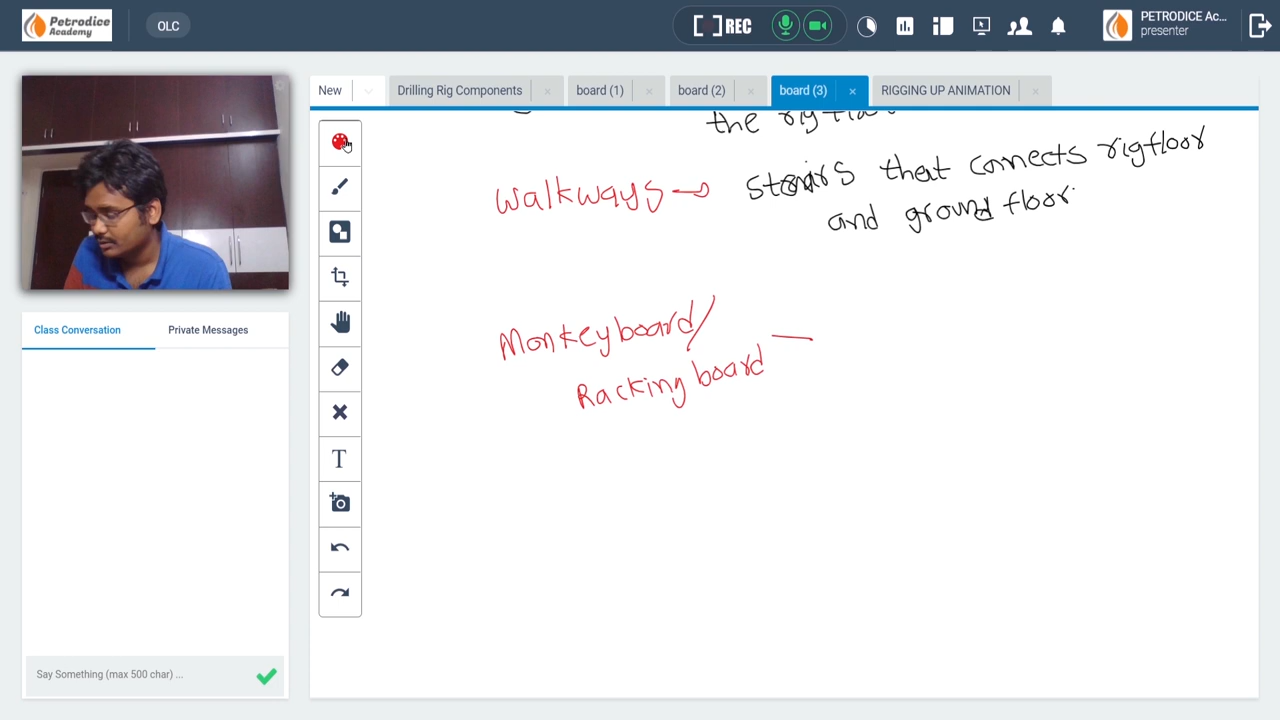 Petrodice
Academy
OLC
REC
PETRODICE Ac...
presenter
New
Drilling Rig Components
board (1)
board (2)
board (3)
RIGGING UP ANIMATION
the rig
walkways → stairs that connects rigfloor
and ground floor
Monkeyboard/
Racking board —
Class Conversation
Private Messages
T
Say Something (max 500 char) ...